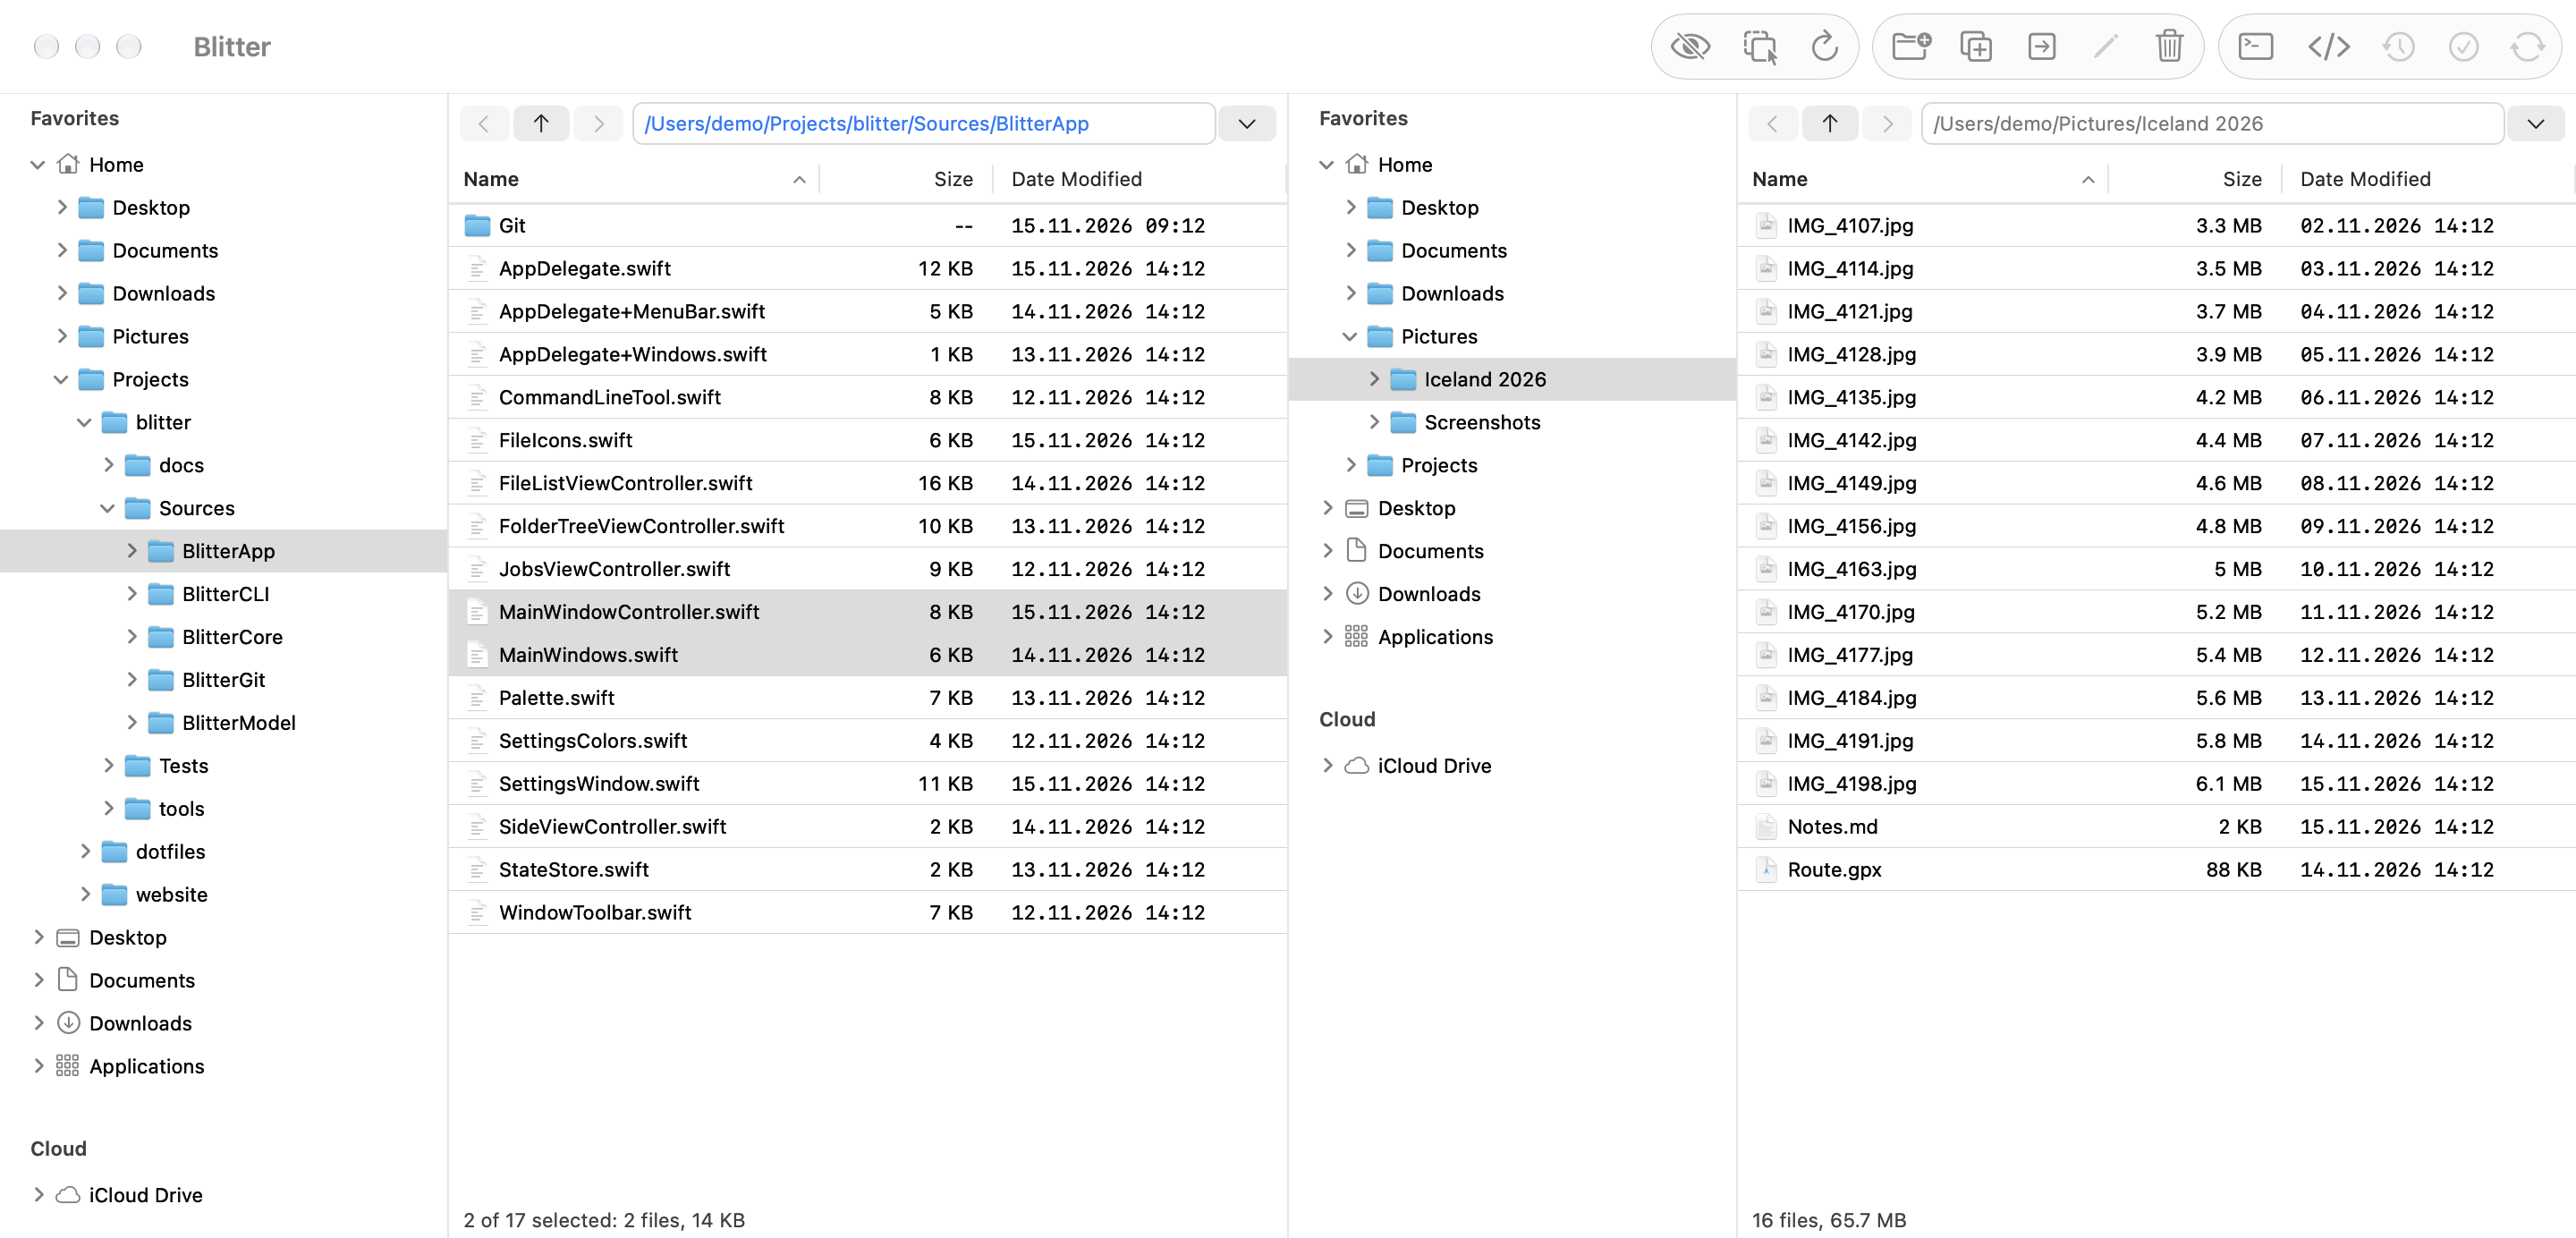 Blitter
Favorites
Home
Desktop
Documents
Downloads
Pictures
Projects
blitter
docs
Sources
BlitterApp
BlitterCLI
BlitterCore
BlitterGit
BlitterModel
Tests
tools
dotfiles
website
Desktop
Documents
Downloads
Applications
Cloud
iCloud Drive
/Users/demo/Projects/blitter/Sources/BlitterApp
Name Size Date Modified
Git -- 15.11.2026 09:12
AppDelegate.swift 12 KB 15.11.2026 14:12
AppDelegate+MenuBar.swift 5 KB 14.11.2026 14:12
AppDelegate+Windows.swift 1 KB 13.11.2026 14:12
CommandLineTool.swift 8 KB 12.11.2026 14:12
FileIcons.swift 6 KB 15.11.2026 14:12
FileListViewController.swift 16 KB 14.11.2026 14:12
FolderTreeViewController.swift 10 KB 13.11.2026 14:12
JobsViewController.swift 9 KB 12.11.2026 14:12
MainWindowController.swift 8 KB 15.11.2026 14:12
MainWindows.swift 6 KB 14.11.2026 14:12
Palette.swift 7 KB 13.11.2026 14:12
SettingsColors.swift 4 KB 12.11.2026 14:12
SettingsWindow.swift 11 KB 15.11.2026 14:12
SideViewController.swift 2 KB 14.11.2026 14:12
StateStore.swift 2 KB 13.11.2026 14:12
WindowToolbar.swift 7 KB 12.11.2026 14:12
2 of 17 selected: 2 files, 14 KB
Favorites
Home
Desktop
Documents
Downloads
Pictures
Iceland 2026
Screenshots
Projects
Desktop
Documents
Downloads
Applications
Cloud
iCloud Drive
/Users/demo/Pictures/Iceland 2026
Name Size Date Modified
IMG_4107.jpg 3.3 MB 02.11.2026 14:12
IMG_4114.jpg 3.5 MB 03.11.2026 14:12
IMG_4121.jpg 3.7 MB 04.11.2026 14:12
IMG_4128.jpg 3.9 MB 05.11.2026 14:12
IMG_4135.jpg 4.2 MB 06.11.2026 14:12
IMG_4142.jpg 4.4 MB 07.11.2026 14:12
IMG_4149.jpg 4.6 MB 08.11.2026 14:12
IMG_4156.jpg 4.8 MB 09.11.2026 14:12
IMG_4163.jpg 5 MB 10.11.2026 14:12
IMG_4170.jpg 5.2 MB 11.11.2026 14:12
IMG_4177.jpg 5.4 MB 12.11.2026 14:12
IMG_4184.jpg 5.6 MB 13.11.2026 14:12
IMG_4191.jpg 5.8 MB 14.11.2026 14:12
IMG_4198.jpg 6.1 MB 15.11.2026 14:12
Notes.md 2 KB 15.11.2026 14:12
Route.gpx 88 KB 14.11.2026 14:12
16 files, 65.7 MB